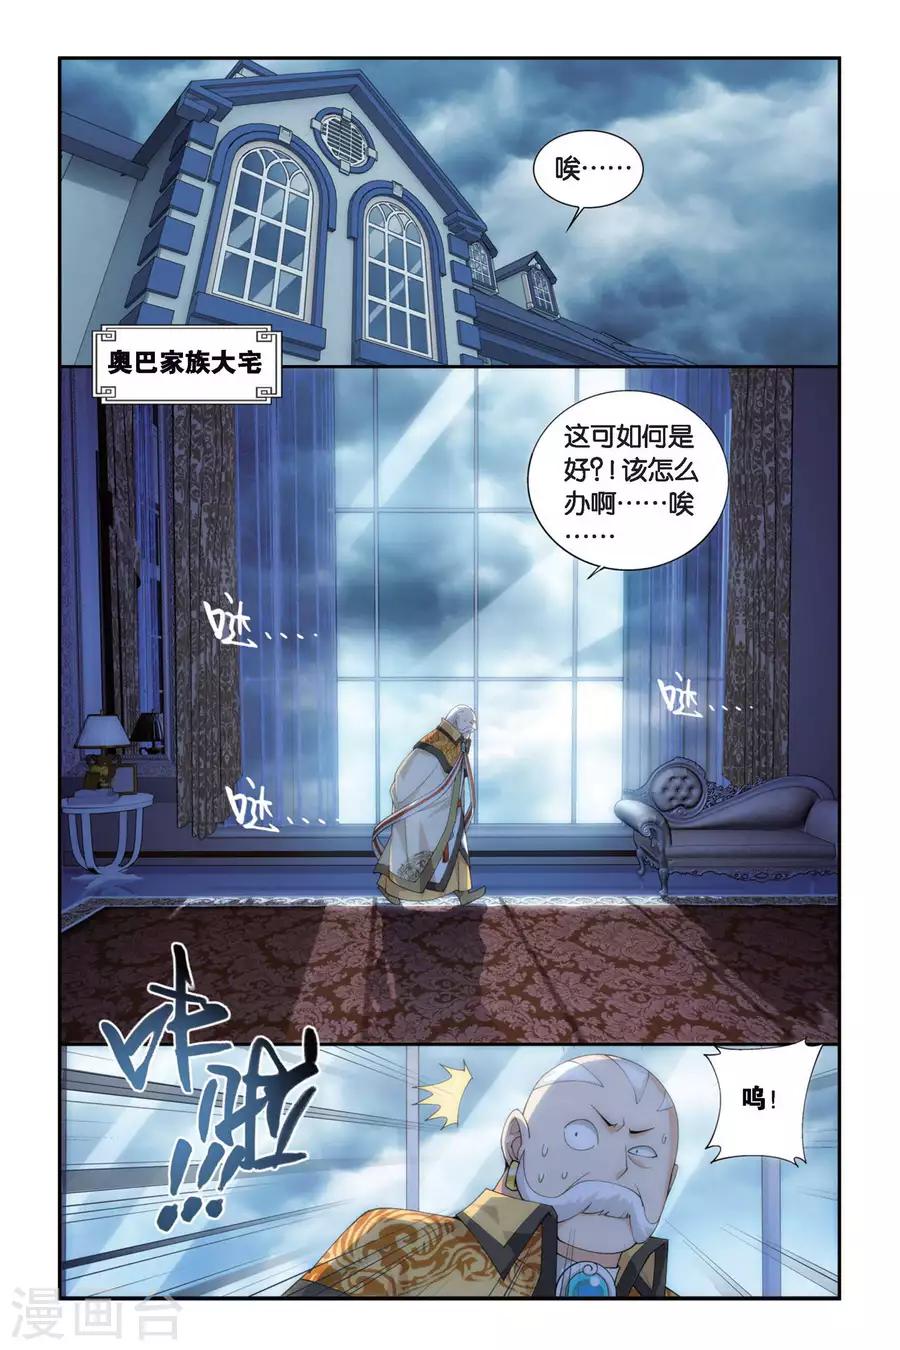 唉……
奥巴家族大宅
这可如何是
好?!该怎么
办啊……唉
……
哒....
哒...
哒....
咔啦!!!
呜!
漫画台